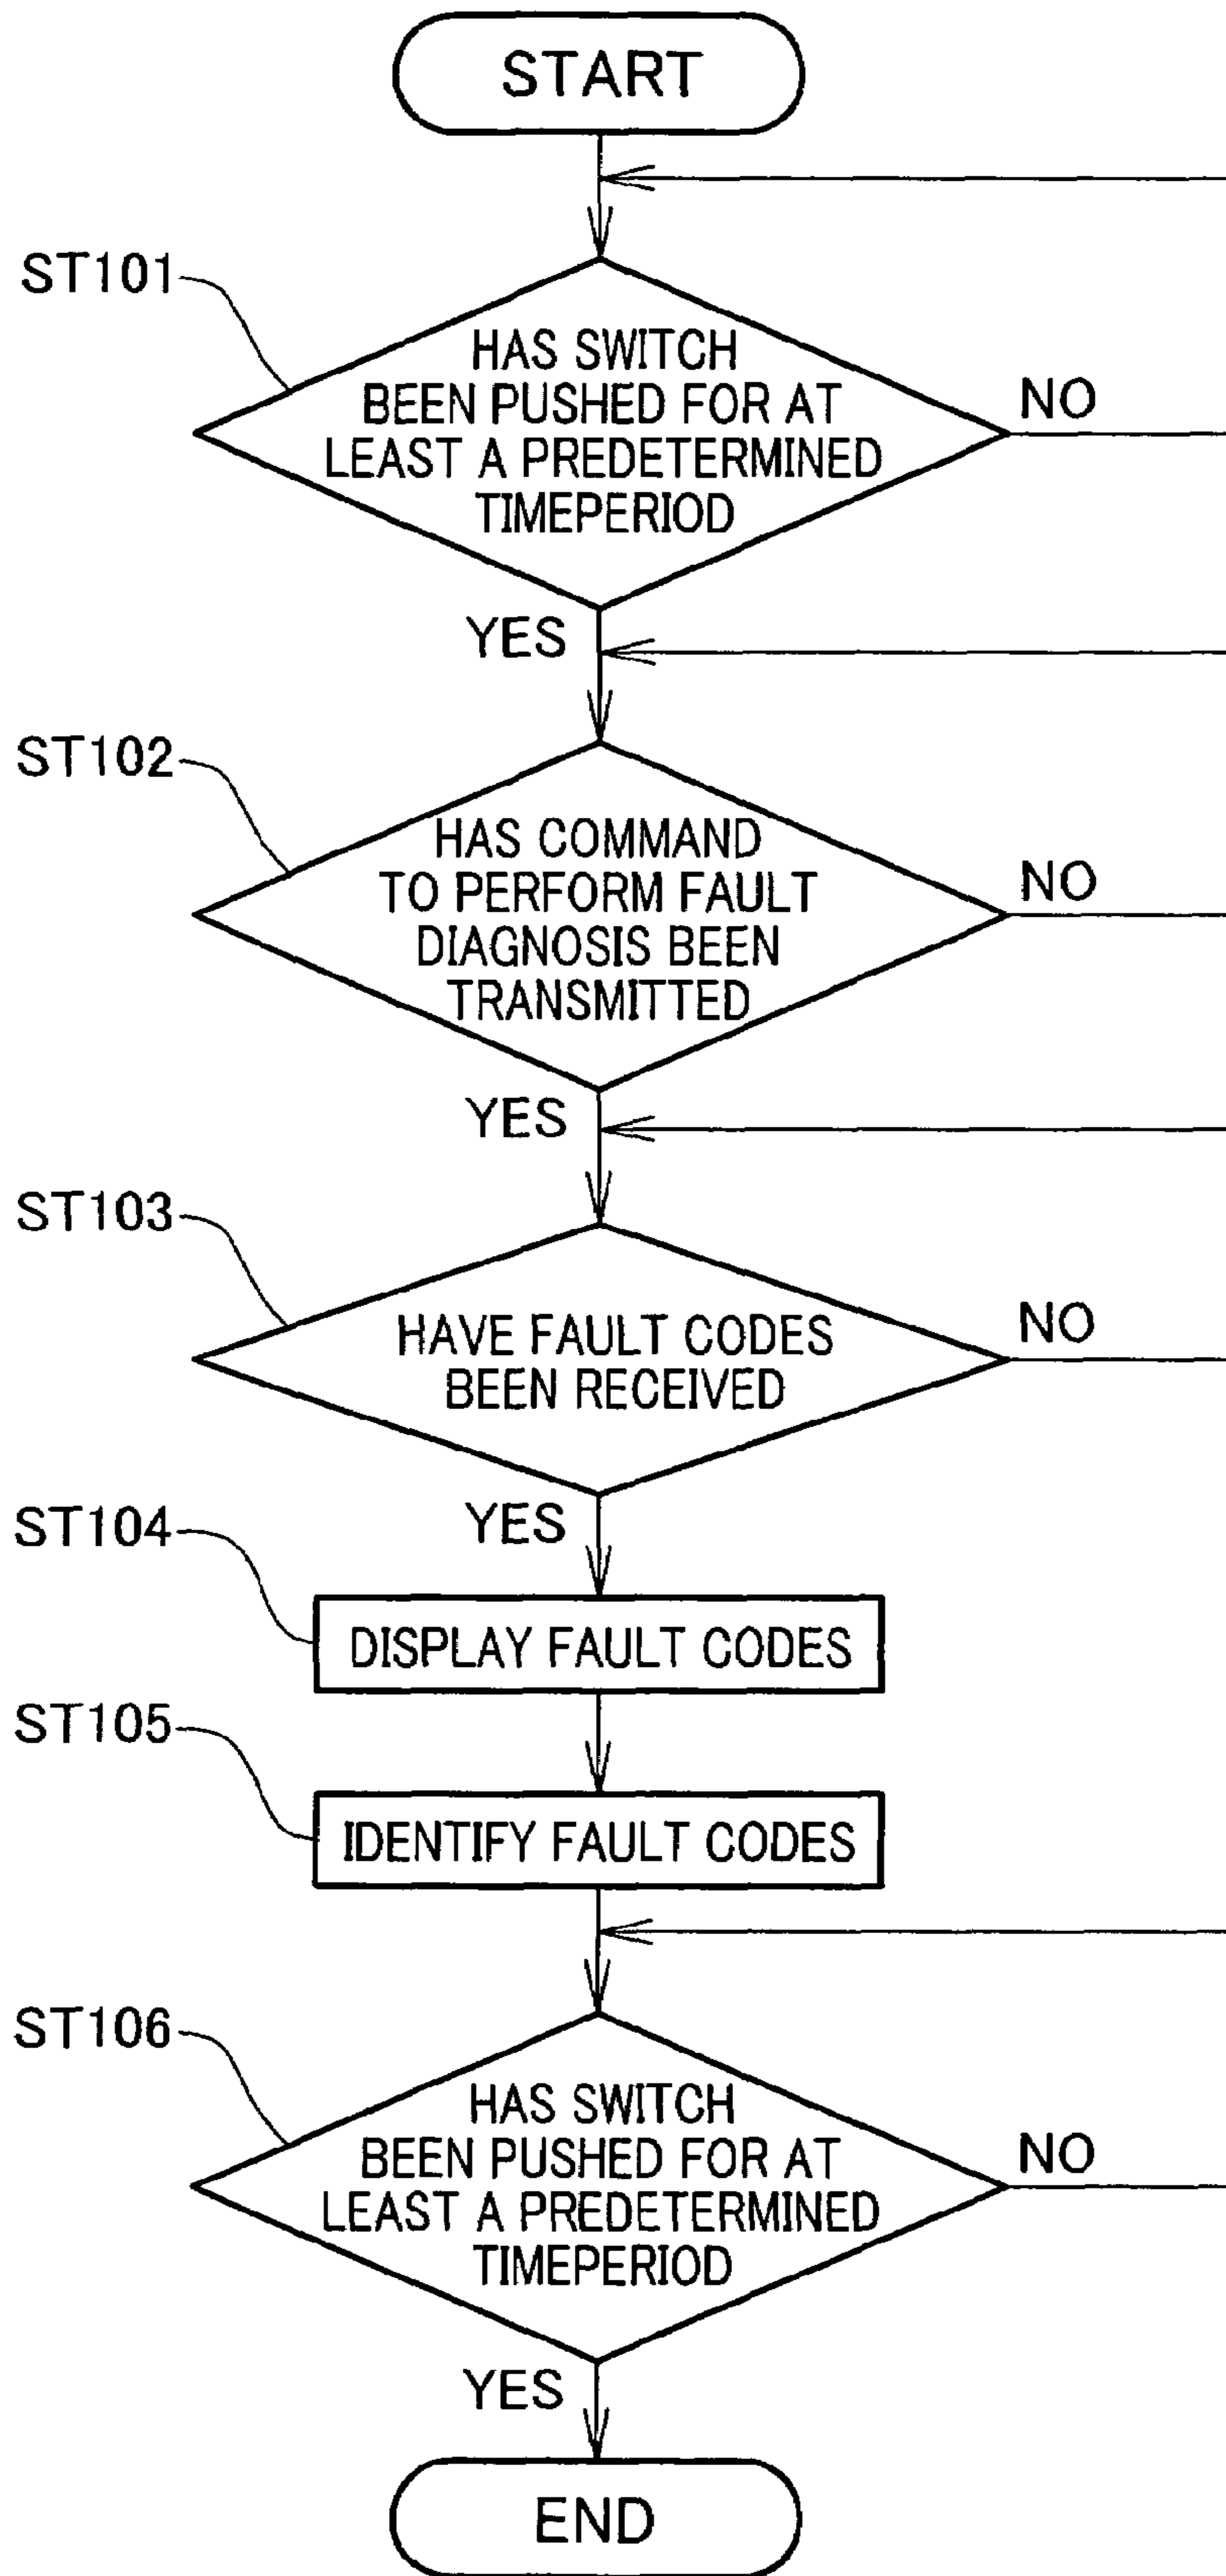 START
ST101
HAS SWITCH
BEEN PUSHED FOR AT
LEAST A PREDETERMINED
TIMEPERIOD
NO
YES
ST102
HAS COMMAND
TO PERFORM FAULT
DIAGNOSIS BEEN
TRANSMITTED
NO
YES
ST103
HAVE FAULT CODES
BEEN RECEIVED
NO
YES
ST104
DISPLAY FAULT CODES
ST105
IDENTIFY FAULT CODES
ST106
HAS SWITCH
BEEN PUSHED FOR AT
LEAST A PREDETERMINED
TIMEPERIOD
NO
YES
END